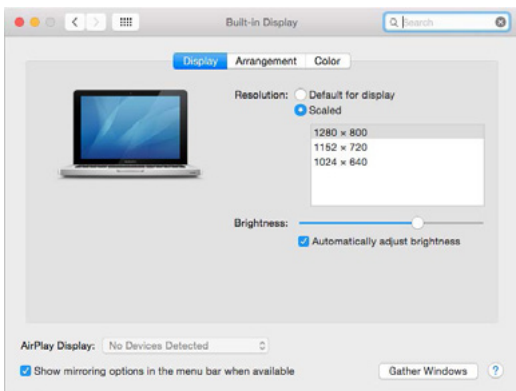 Built-in Display
Search
Display Arrangement Color
Resolution: Default for display
Scaled
1280 × 800
1152 × 720
1024 × 640
Brightness:
Automatically adjust brightness
AirPlay Display: No Devices Detected
Show mirroring options in the menu bar when available
Gather Windows ?